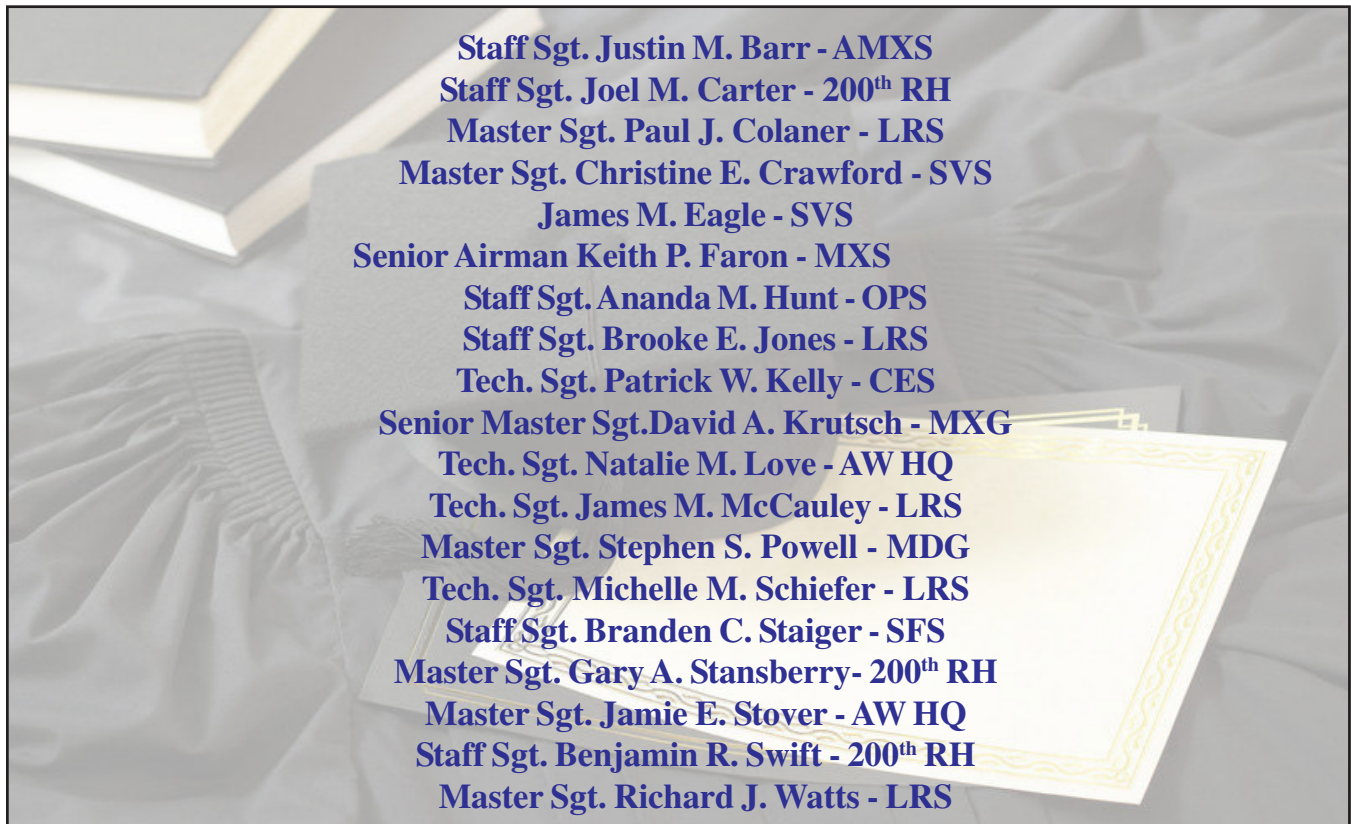 Staff Sgt. Justin M. Barr - AMXS
Staff Sgt. Joel M. Carter - 200th RH
Master Sgt. Paul J. Colaner - LRS
Master Sgt. Christine E. Crawford - SVS
James M. Eagle - SVS
Senior Airman Keith P. Faron - MXS
Staff Sgt. Ananda M. Hunt - OPS
Staff Sgt. Brooke E. Jones - LRS
Tech. Sgt. Patrick W. Kelly - CES
Senior Master Sgt.David A. Krutsch - MXG
Tech. Sgt. Natalie M. Love - AW HQ
Tech. Sgt. James M. McCauley - LRS
Master Sgt. Stephen S. Powell - MDG
Tech. Sgt. Michelle M. Schiefer - LRS
Staff Sgt. Branden C. Staiger - SFS
Master Sgt. Gary A. Stansberry- 200th RH
Master Sgt. Jamie E. Stover - AW HQ
Staff Sgt. Benjamin R. Swift - 200th RH
Master Sgt. Richard J. Watts - LRS